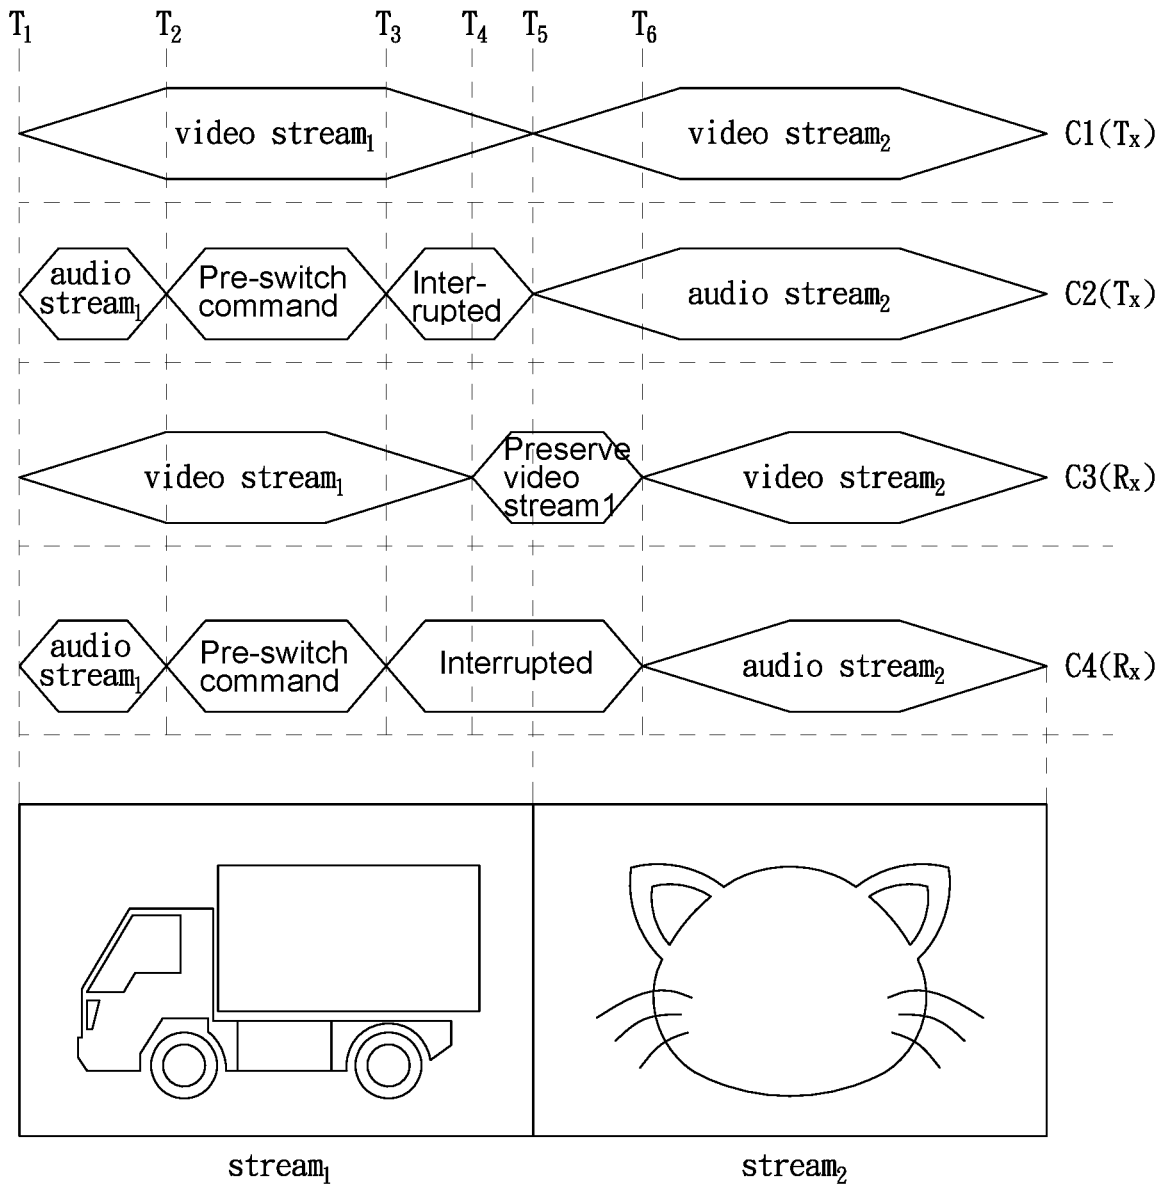 T₁ T₂ T₃ T₄ T₅ T₆
video stream₁ video stream₂ C1(Tₓ)
audio Pre-switch Inter-
stream₁ command rupted audio stream₂ C2(Tₓ)
Preserve
video stream₁ video video stream₂ C3(Rₓ)
stream1
audio Pre-switch Interrupted audio stream₂ C4(Rₓ)
stream₁ command
stream₁ stream₂